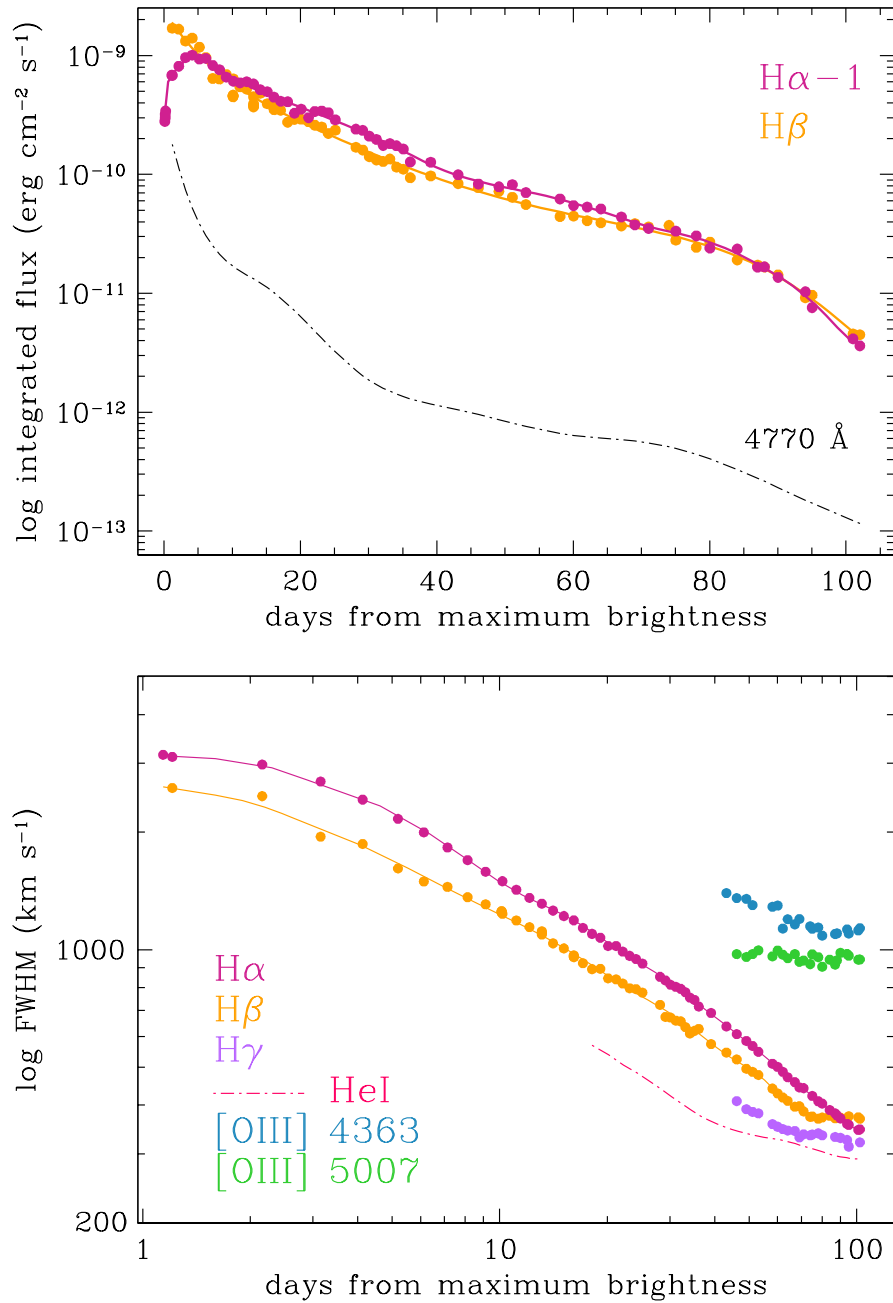 log integrated flux (erg cm⁻² s⁻¹)
10⁻⁹
10⁻¹⁰
10⁻¹¹
10⁻¹²
10⁻¹³
Hα−1
Hβ
4770 Å
0 20 40 60 80 100
days from maximum brightness
log FWHM (km s⁻¹)
1000
200
Hα
Hβ
Hγ
HeI
[OIII] 4363
[OIII] 5007
1 10 100
days from maximum brightness